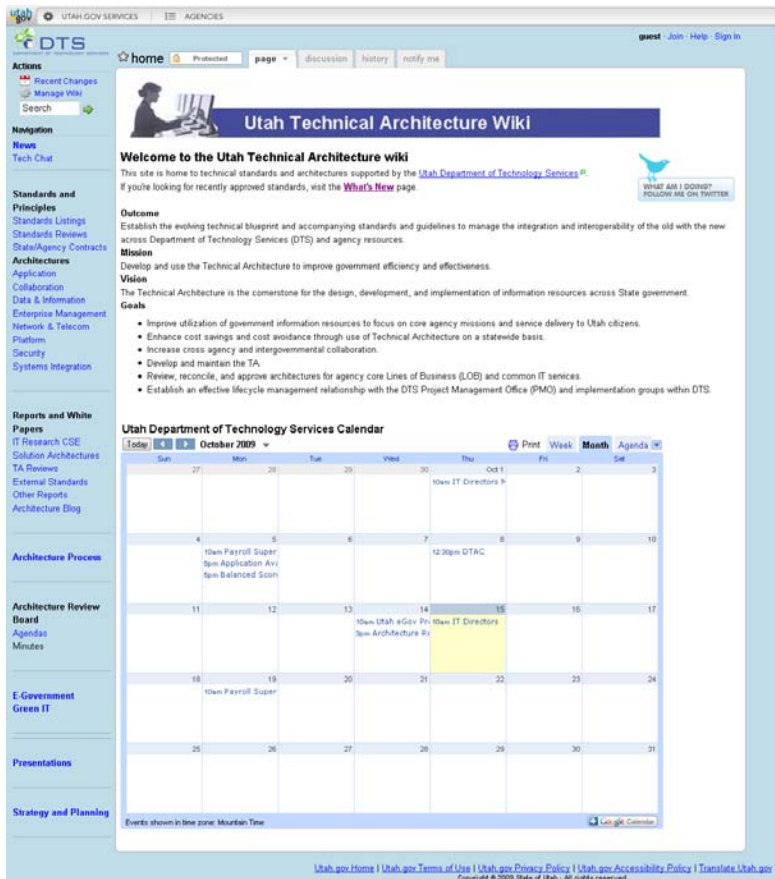 utah gov UTAH.GOV SERVICES AGENCIES
DTS
DEPARTMENT OF TECHNOLOGY SERVICES
guest · Join · Help · Sign In
home Protected page discussion history notify me
Actions
Recent Changes
Manage Wiki
Search
Navigation
News
Tech Chat
Standards and
Principles
Standards Listings
Standards Reviews
State/Agency Contracts
Architectures
Application
Collaboration
Data & Information
Enterprise Management
Network & Telecom
Platform
Security
Systems Integration
Reports and White
Papers
IT Research CSE
Solution Architectures
TA Reviews
External Standards
Other Reports
Architecture Blog
Architecture Process
Architecture Review
Board
Agendas
Minutes
E-Government
Green IT
Presentations
Strategy and Planning
Utah Technical Architecture Wiki
Welcome to the Utah Technical Architecture wiki
This site is home to technical standards and architectures supported by the Utah Department of Technology Services.
If you're looking for recently approved standards, visit the What's New page.
WHAT AM I DOING?
FOLLOW ME ON TWITTER
Outcome
Establish the evolving technical blueprint and accompanying standards and guidelines to manage the integration and interoperability of the old with the new
across Department of Technology Services (DTS) and agency resources.
Mission
Develop and use the Technical Architecture to improve government efficiency and effectiveness.
Vision
The Technical Architecture is the cornerstone for the design, development, and implementation of information resources across State government.
Goals
• Improve utilization of government information resources to focus on core agency missions and service delivery to Utah citizens.
• Enhance cost savings and cost avoidance through use of Technical Architecture on a statewide basis.
• Increase cross agency and intergovernmental collaboration.
• Develop and maintain the TA.
• Review, reconcile, and approve architectures for agency core Lines of Business (LOB) and common IT services.
• Establish an effective lifecycle management relationship with the DTS Project Management Office (PMO) and implementation groups within DTS.
Utah Department of Technology Services Calendar
Today October 2009 Print Week Month Agenda
Sun Mon Tue Wed Thu Fri Sat
27 28 29 30 Oct 1 2 3
10am IT Directors
4 5 6 7 8 9 10
10am Payroll Super 12:30pm DTAC
5pm Application Ava
5pm Balanced Score
11 12 13 14 15 16 17
10am Utah eGov Pr 10am IT Directors
3pm Architecture Re
18 19 20 21 22 23 24
10am Payroll Super
25 26 27 28 29 30 31
Events shown in time zone: Mountain Time
Google Calendar
Utah.gov Home | Utah.gov Terms of Use | Utah.gov Privacy Policy | Utah.gov Accessibility Policy | Translate Utah.gov
Copyright © 2009 State of Utah - All rights reserved